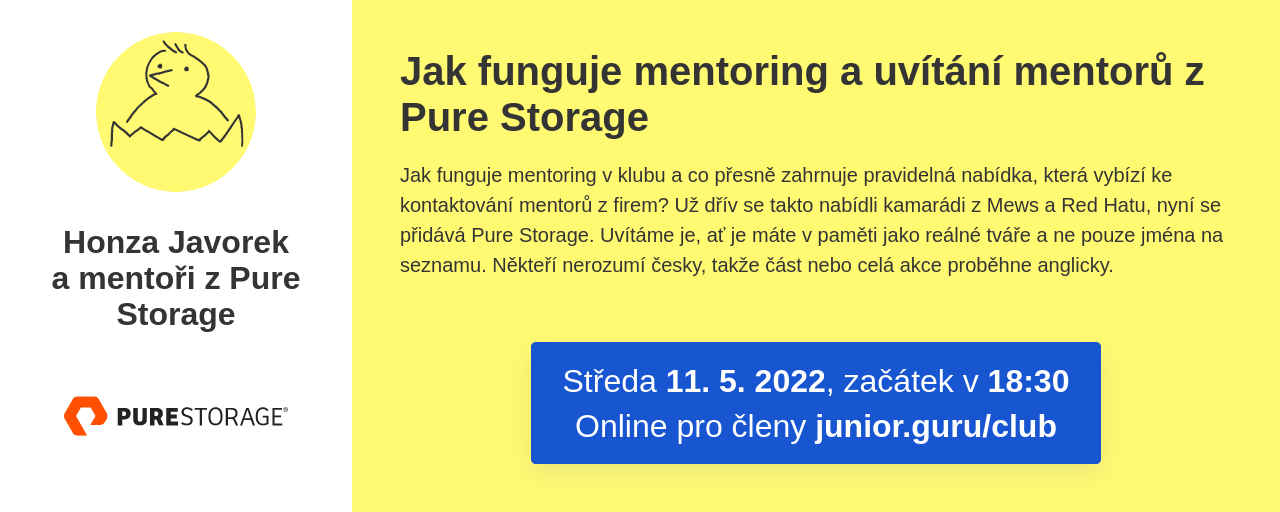 Honza Javorek
a mentoři z Pure
Storage
PURESTORAGE®
Jak funguje mentoring a uvítání mentorů z
Pure Storage
Jak funguje mentoring v klubu a co přesně zahrnuje pravidelná nabídka, která vybízí ke
kontaktování mentorů z firem? Už dřív se takto nabídli kamarádi z Mews a Red Hatu, nyní se
přidává Pure Storage. Uvítáme je, ať je máte v paměti jako reálné tváře a ne pouze jména na
seznamu. Někteří nerozumí česky, takže část nebo celá akce proběhne anglicky.
Středa 11. 5. 2022, začátek v 18:30
Online pro členy junior.guru/club